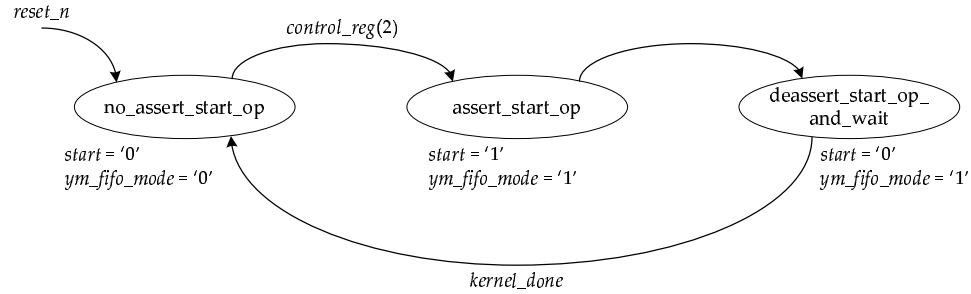 reset_n
control_reg(2)
no_assert_start_op
assert_start_op
deassert_start_op_
and_wait
start = ‘0’
ym_fifo_mode = ‘0’
start = ‘1’
ym_fifo_mode = ‘1’
start = ‘0’
ym_fifo_mode = ‘1’
kernel_done